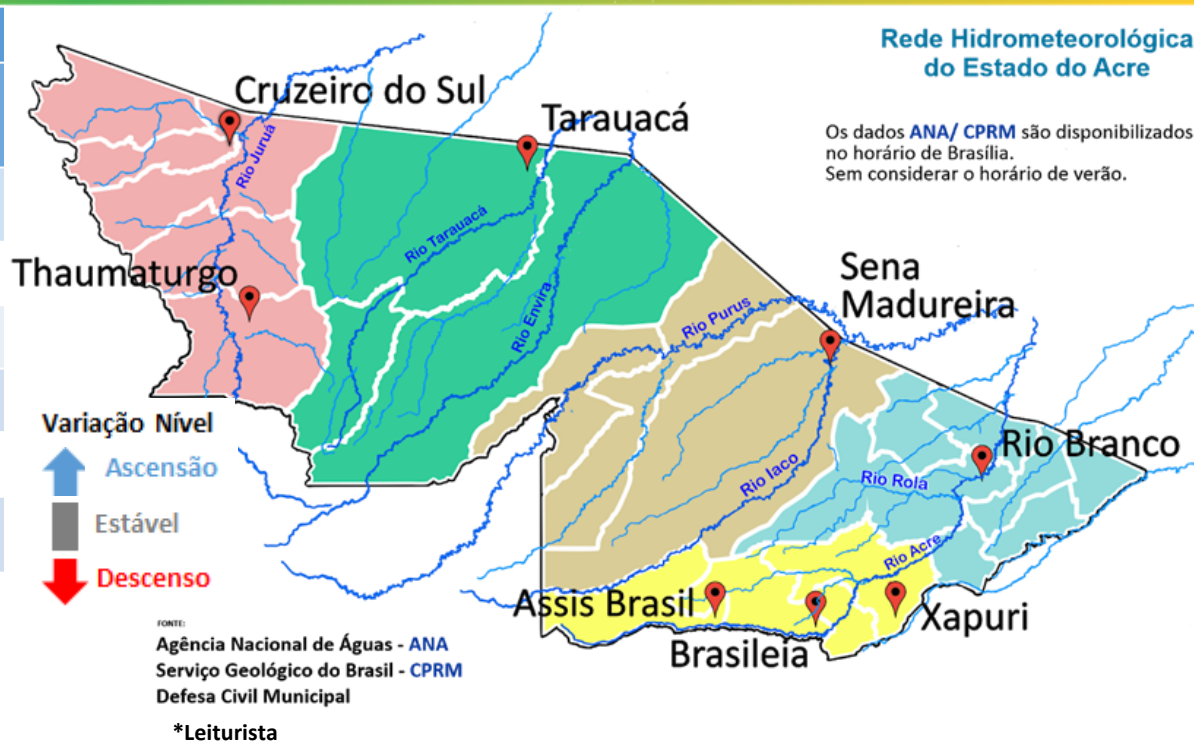 Rede Hidrometeorológica
do Estado do Acre
Os dados ANA/ CPRM são disponibilizados
no horário de Brasília.
Sem considerar o horário de verão.
Cruzeiro do Sul
Tarauacá
Rio Juruá
Rio Tarauacá
Thaumaturgo
Rio Envira
Sena
Madureira
Rio Purus
Variação Nível
Ascensão
Estável
Descenso
Rio Branco
Rio Iaco
Rio Rolá
Rio Acre
Assis Brasil
Brasileia
Xapuri
FONTE:
Agência Nacional de Águas - ANA
Serviço Geológico do Brasil - CPRM
Defesa Civil Municipal
*Leiturista